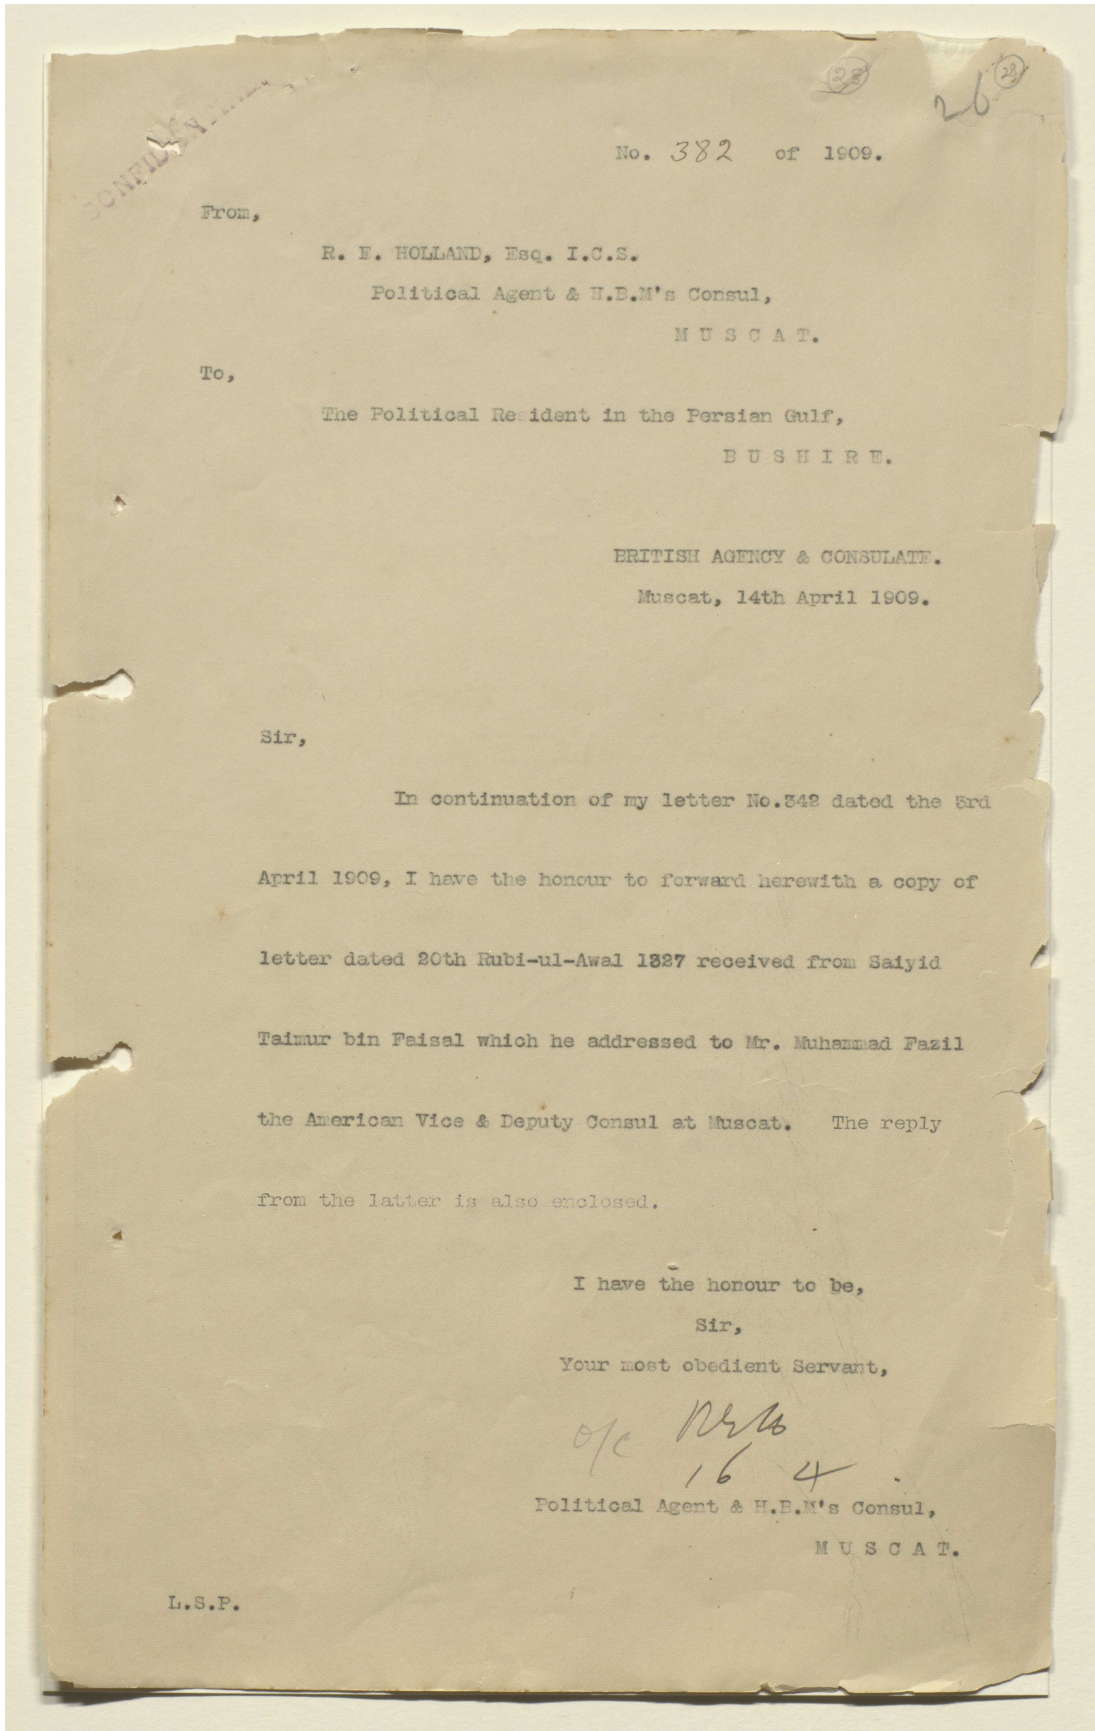 CONFIDENTIAL.
28
26
28
No. 382 of 1909.
From,
R. E. HOLLAND, Esq. I.C.S.
Political Agent & H.B.M's Consul,
M U S C A T.
To,
The Political Resident in the Persian Gulf,
B U S H I R E.
BRITISH AGENCY & CONSULATE.
Muscat, 14th April 1909.
Sir,
In continuation of my letter No.342 dated the 3rd
April 1909, I have the honour to forward herewith a copy of
letter dated 20th Rubi-ul-Awal 1327 received from Saiyid
Taimur bin Faisal which he addressed to Mr. Muhammad Fazil
the American Vice & Deputy Consul at Muscat. The reply
from the latter is also enclosed.
I have the honour to be,
Sir,
Your most obedient Servant,
o/c REH
16 4
Political Agent & H.B.M's Consul,
M U S C A T.
L.S.P.